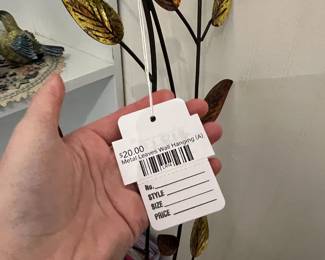 $20.00
Metal Leaves Wall Hanging (A)
No.
STYLE
SIZE
PRICE